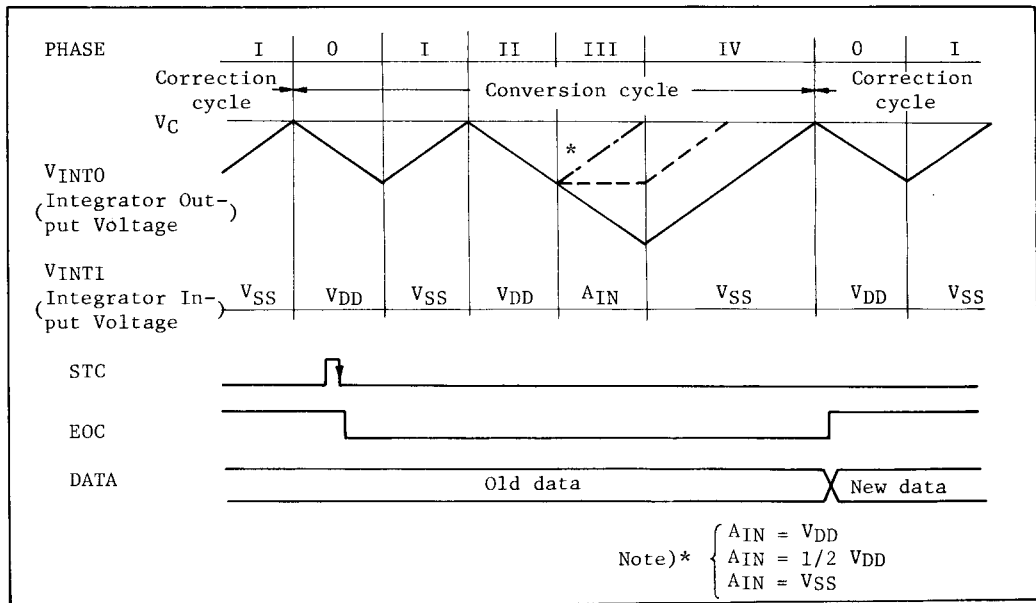 PHASE I O I II III IV O I
Correction cycle Conversion cycle Correction cycle
VC
*
VINTO
(Integrator Out-
put Voltage)
VINTI
(Integrator In-
put Voltage)
VSS VDD VSS VDD AIN VSS VDD VSS
STC
EOC
DATA Old data New data
Note)* { AIN = VDD
AIN = 1/2 VDD
AIN = VSS